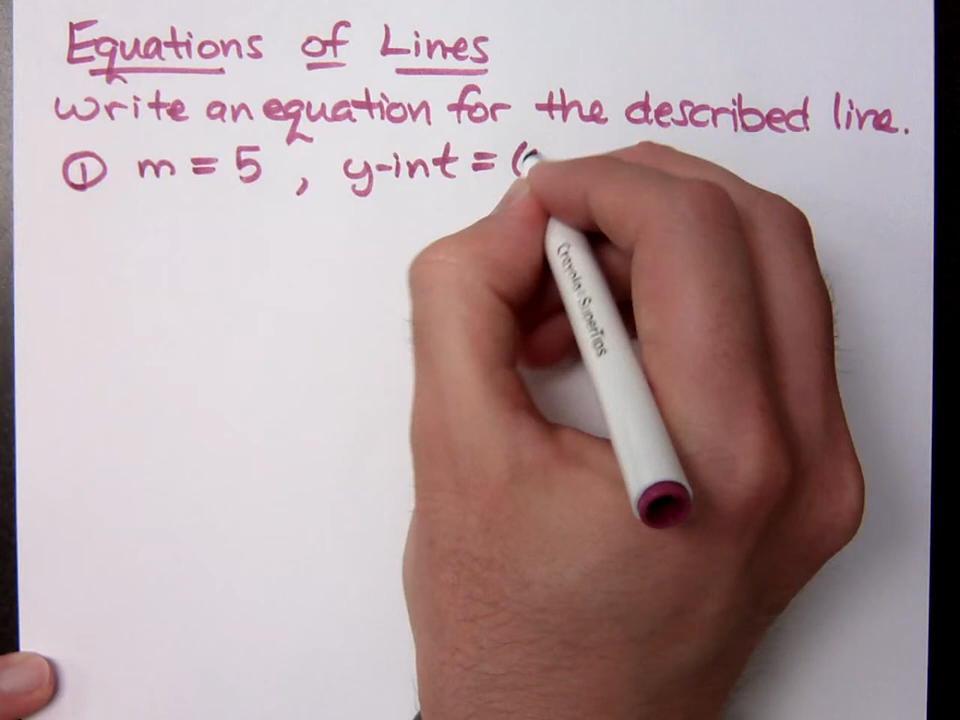 Equations of Lines
Write an equation for the described line.
① m = 5 , y-int = (
Crayola SuperTips